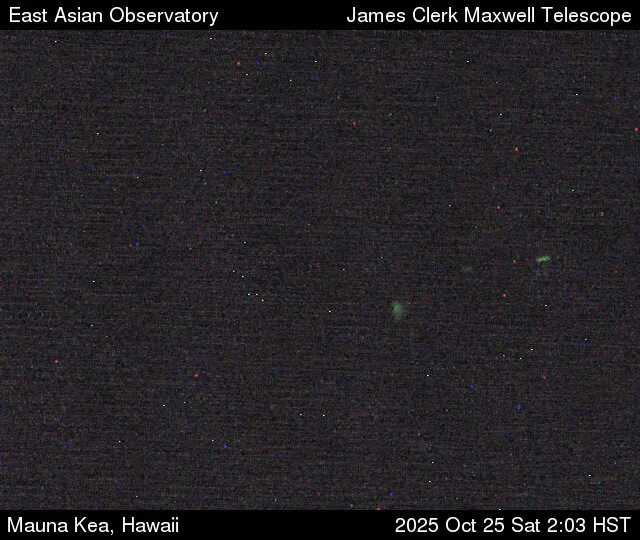 East Asian Observatory
James Clerk Maxwell Telescope
Mauna Kea, Hawaii
2025 Oct 25 Sat 2:03 HST